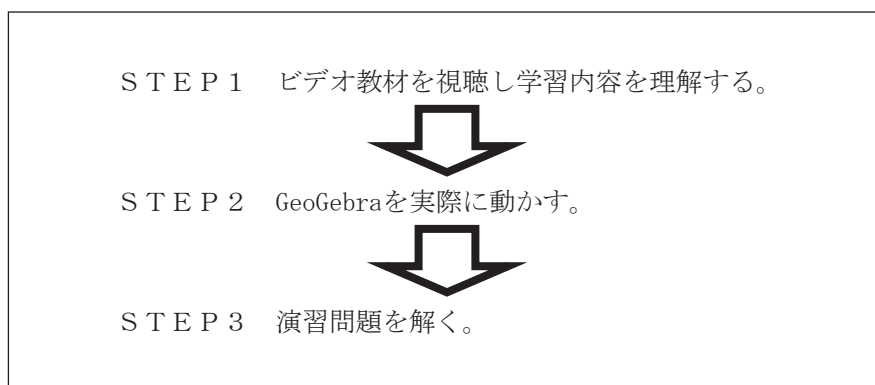 ＳＴＥＰ１　ビデオ教材を視聴し学習内容を理解する。
ＳＴＥＰ２　GeoGebraを実際に動かす。
ＳＴＥＰ３　演習問題を解く。